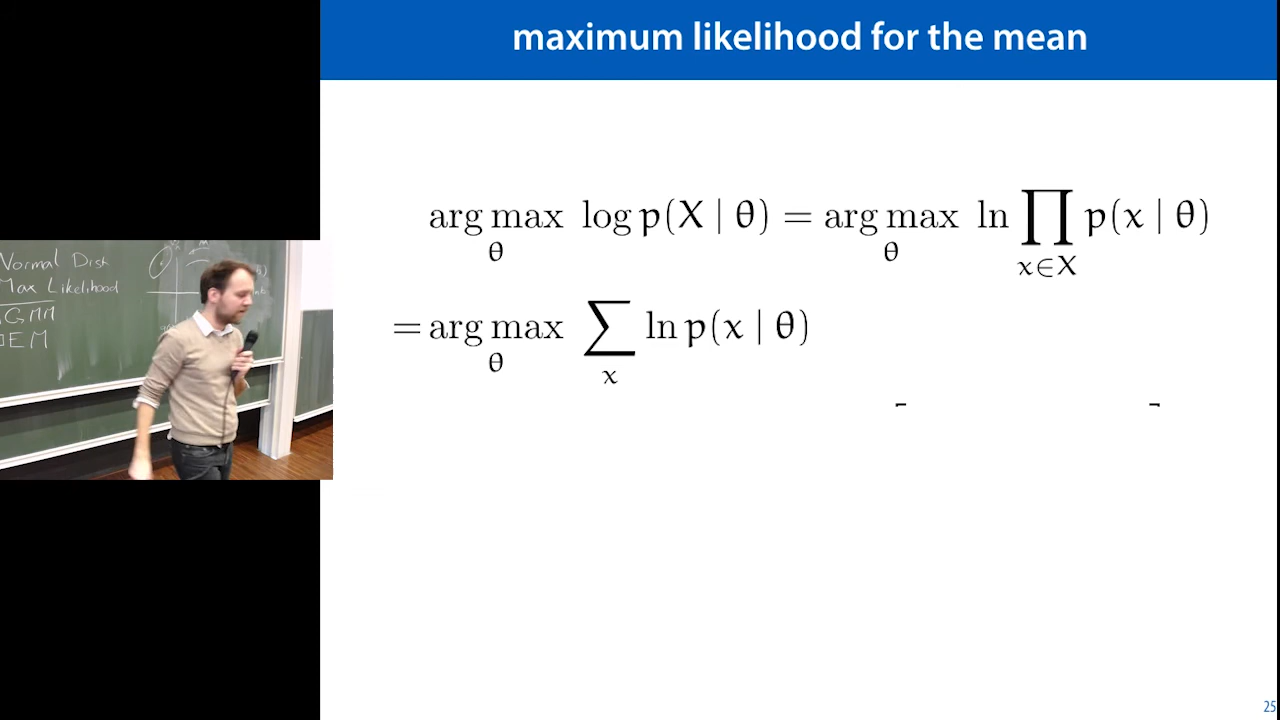 maximum likelihood for the mean
arg max log p(X | θ) = arg max ln ∏ p(x | θ)
θ θ x∈X
= arg max ∑ ln p(x | θ)
θ x
Normal Dist
Max Likelihood
GMM
EM
25